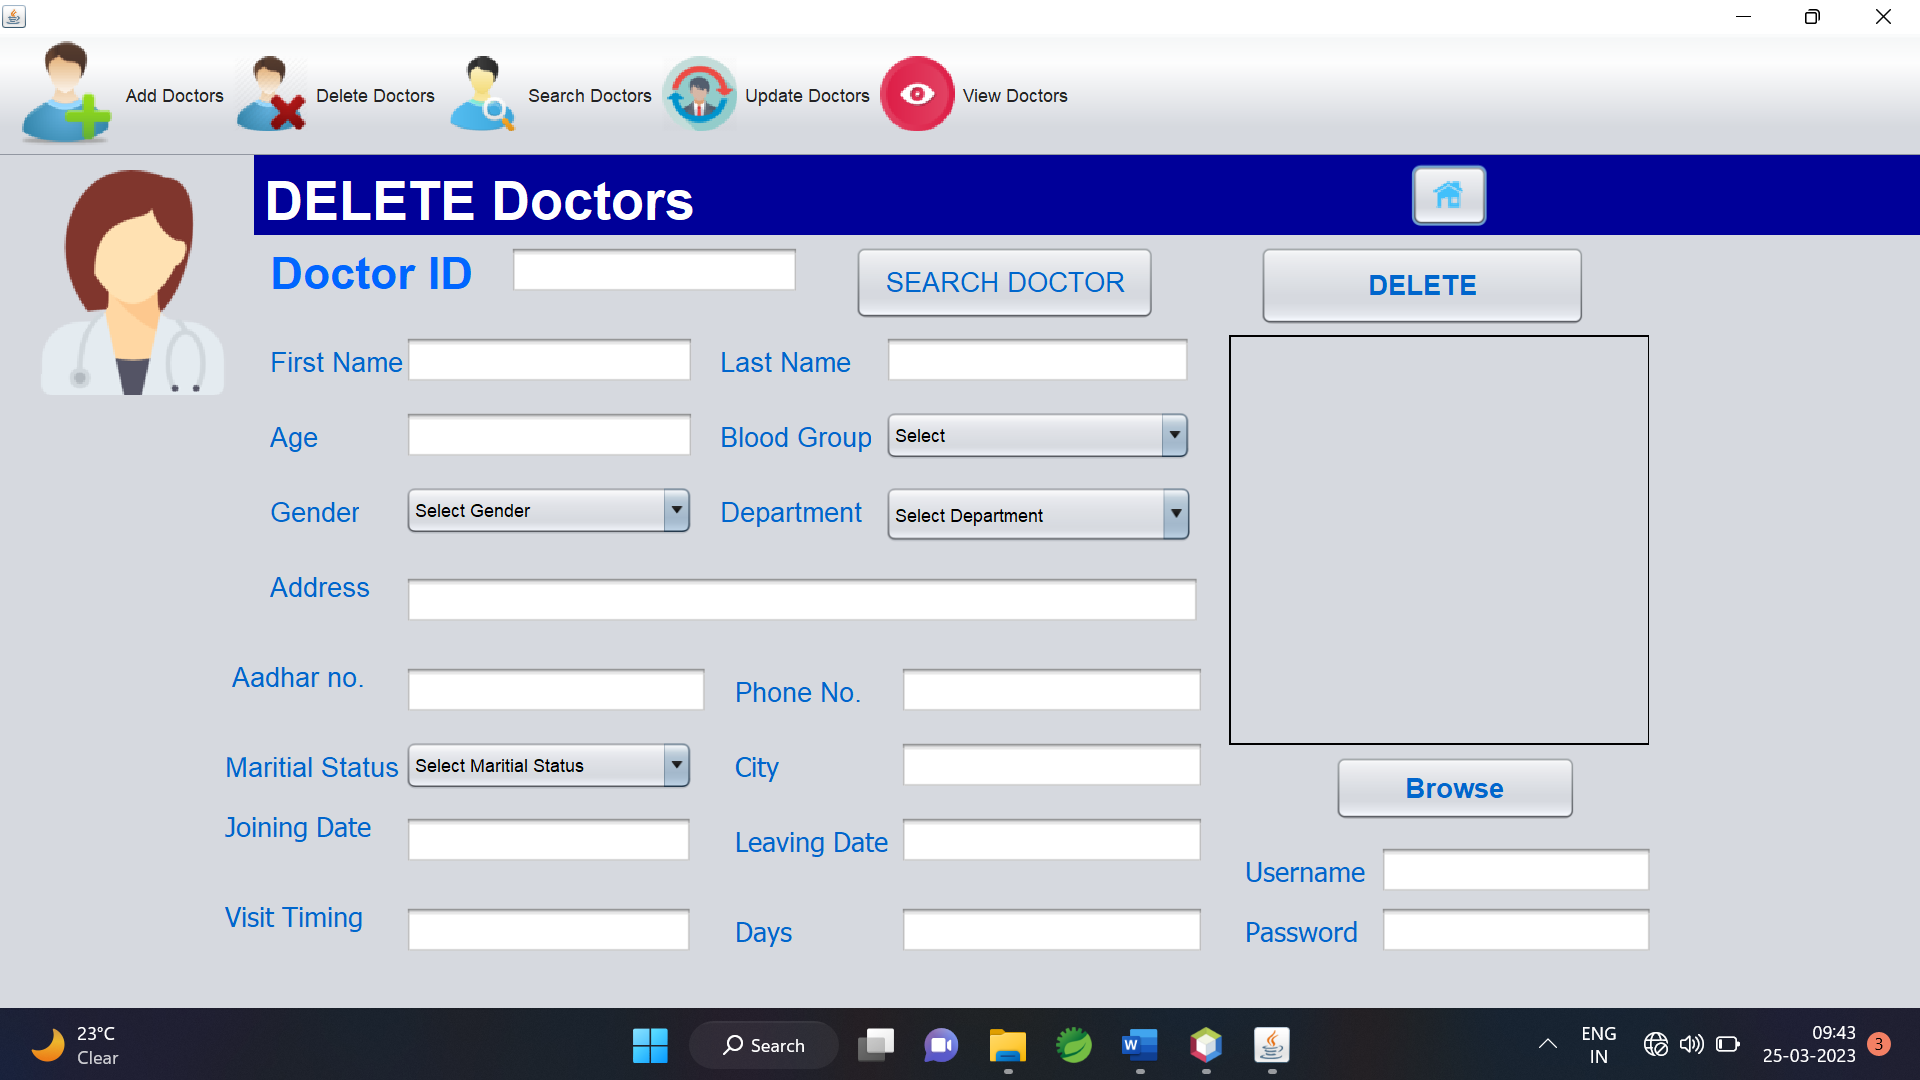 Add Doctors Delete Doctors Search Doctors Update Doctors View Doctors
DELETE Doctors
Doctor ID SEARCH DOCTOR DELETE
First Name Last Name
Age Blood Group Select
Gender Select Gender Department Select Department
Address
Aadhar no. Phone No.
Maritial Status Select Maritial Status City
Browse
Joining Date Leaving Date
Username
Visit Timing Days Password
23°C
Clear
Search
W
ENG
IN
09:43
25-03-2023
3